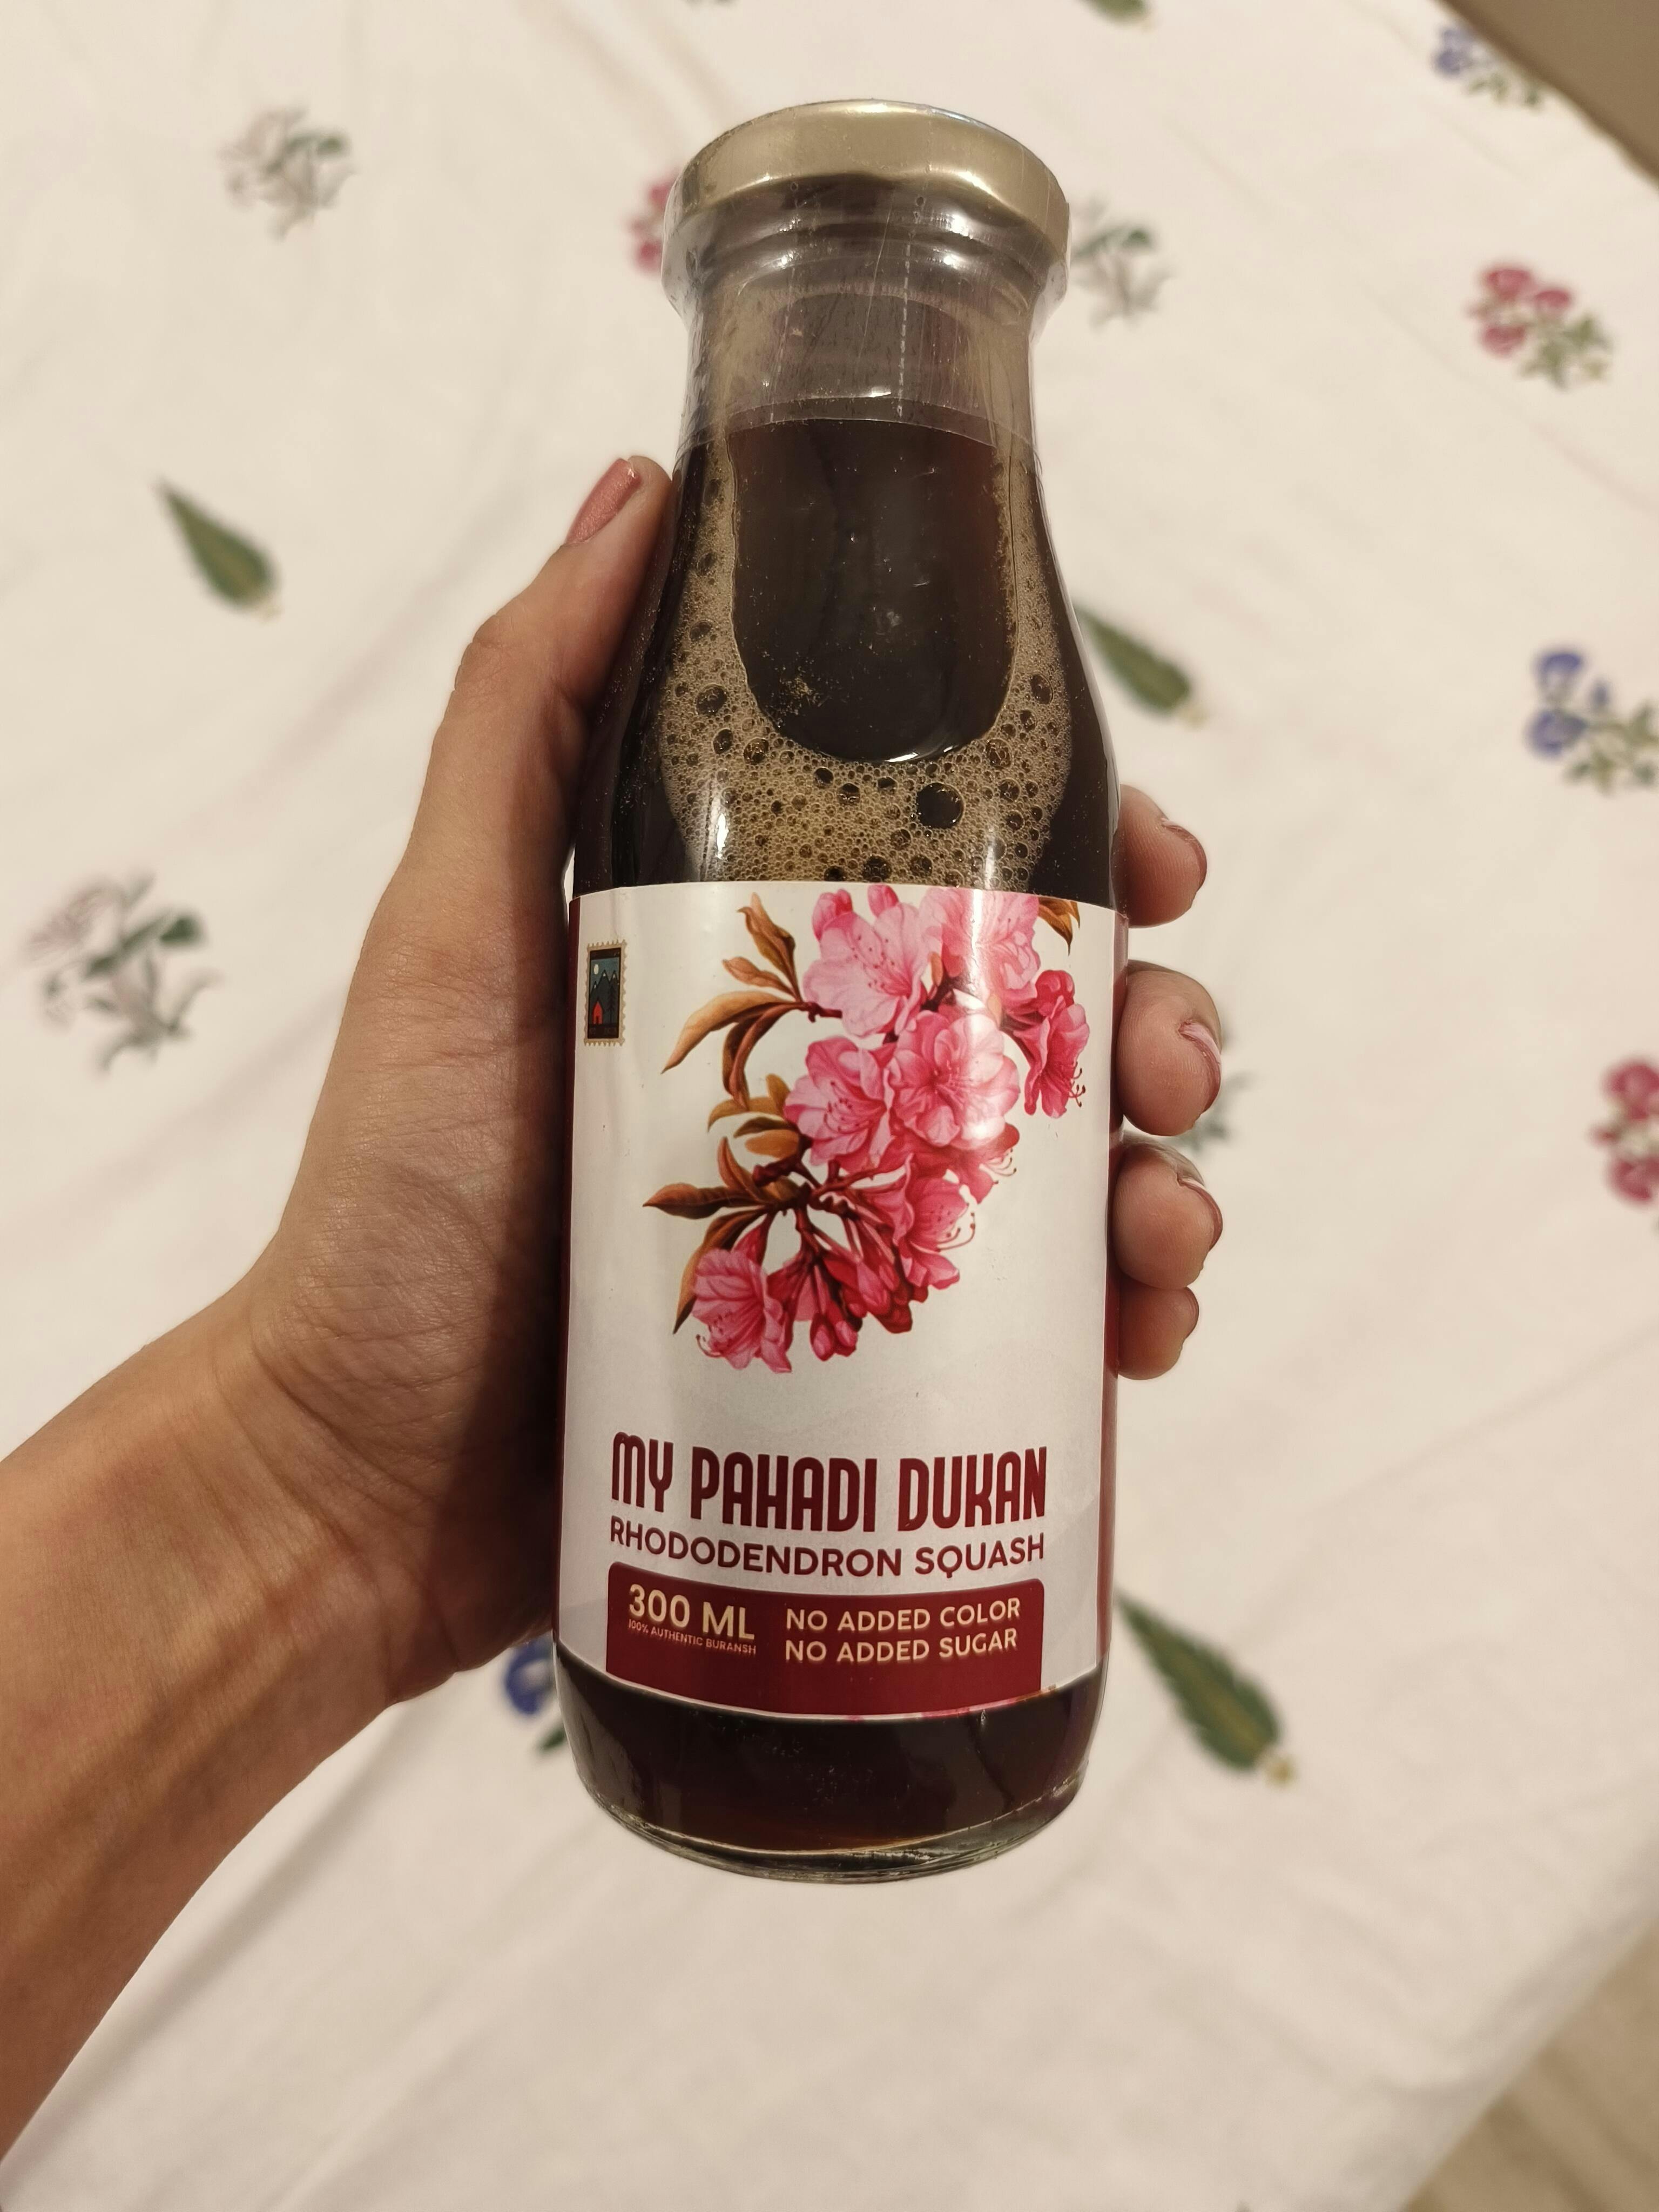 MY PAHADI DUKAN
RHODODENDRON SQUASH
300 ML
100% AUTHENTIC BURANSH
NO ADDED COLOR
NO ADDED SUGAR